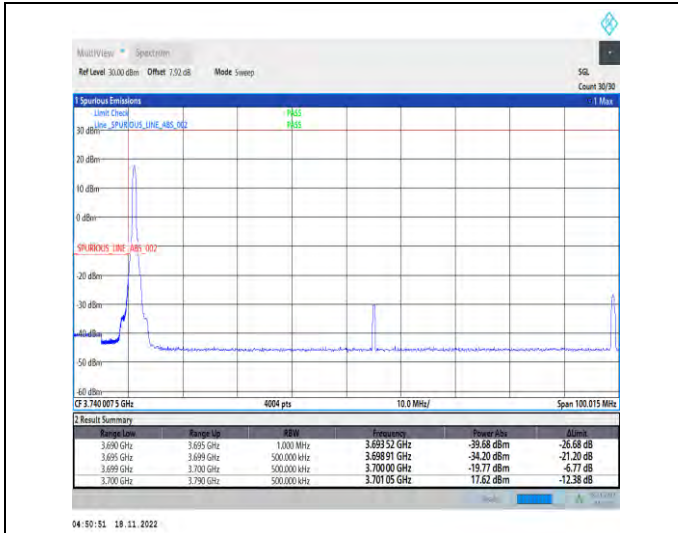 MultiView Spectrum
Ref Level 30.00 dBm Offset 7.92 dB Mode Sweep SGL
Count 30/30
1 Spurious Emissions 1 Max
Limit Check PASS
Line _SPURIOUS_LINE_ABS_002 PASS
30 dBm
20 dBm
10 dBm
0 dBm
_SPURIOUS_LINE_ABS_002
-20 dBm
-30 dBm
-40 dBm
-50 dBm
-60 dBm
CF 3.740 007 5 GHz 4004 pts 10.0 MHz/ Span 100.015 MHz
2 Result Summary
Range Low Range Up RBW Frequency Power Abs ΔLimit
3.690 GHz 3.695 GHz 1.000 MHz 3.693 52 GHz -39.68 dBm -26.68 dB
3.695 GHz 3.699 GHz 500.000 kHz 3.698 91 GHz -34.20 dBm -21.20 dB
3.699 GHz 3.700 GHz 500.000 kHz 3.700 00 GHz -19.77 dBm -6.77 dB
3.700 GHz 3.790 GHz 500.000 kHz 3.701 05 GHz 17.62 dBm -12.38 dB
04:50:51 18.11.2022